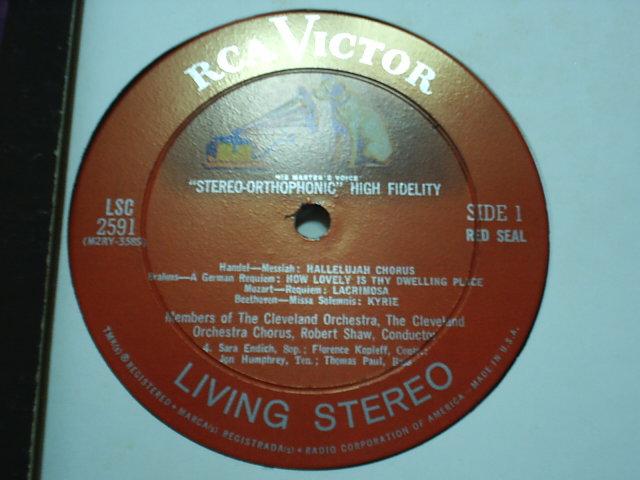 RCA VICTOR
"HIS MASTER'S VOICE"
"STEREO-ORTHOPHONIC" HIGH FIDELITY
LSC
2591
(M2RY-3585)
SIDE 1
RED SEAL
Handel—Messiah: HALLELUJAH CHORUS
Brahms—A German Requiem: HOW LOVELY IS THY DWELLING PLACE
Mozart—Requiem: LACRIMOSA
Beethoven—Missa Solemnis: KYRIE
Members of The Cleveland Orchestra, The Cleveland
Orchestra Chorus, Robert Shaw, Conductor
4. Sara Endich, Sop.; Florence Kopleff,
Jon Humphrey, Ten.; Thomas Paul,
LIVING STEREO
TMK(s) ® REGISTERED • MARCA(s) REGISTRADA(s) • RADIO CORPORATION OF AMERICA • MADE IN U.S.A.